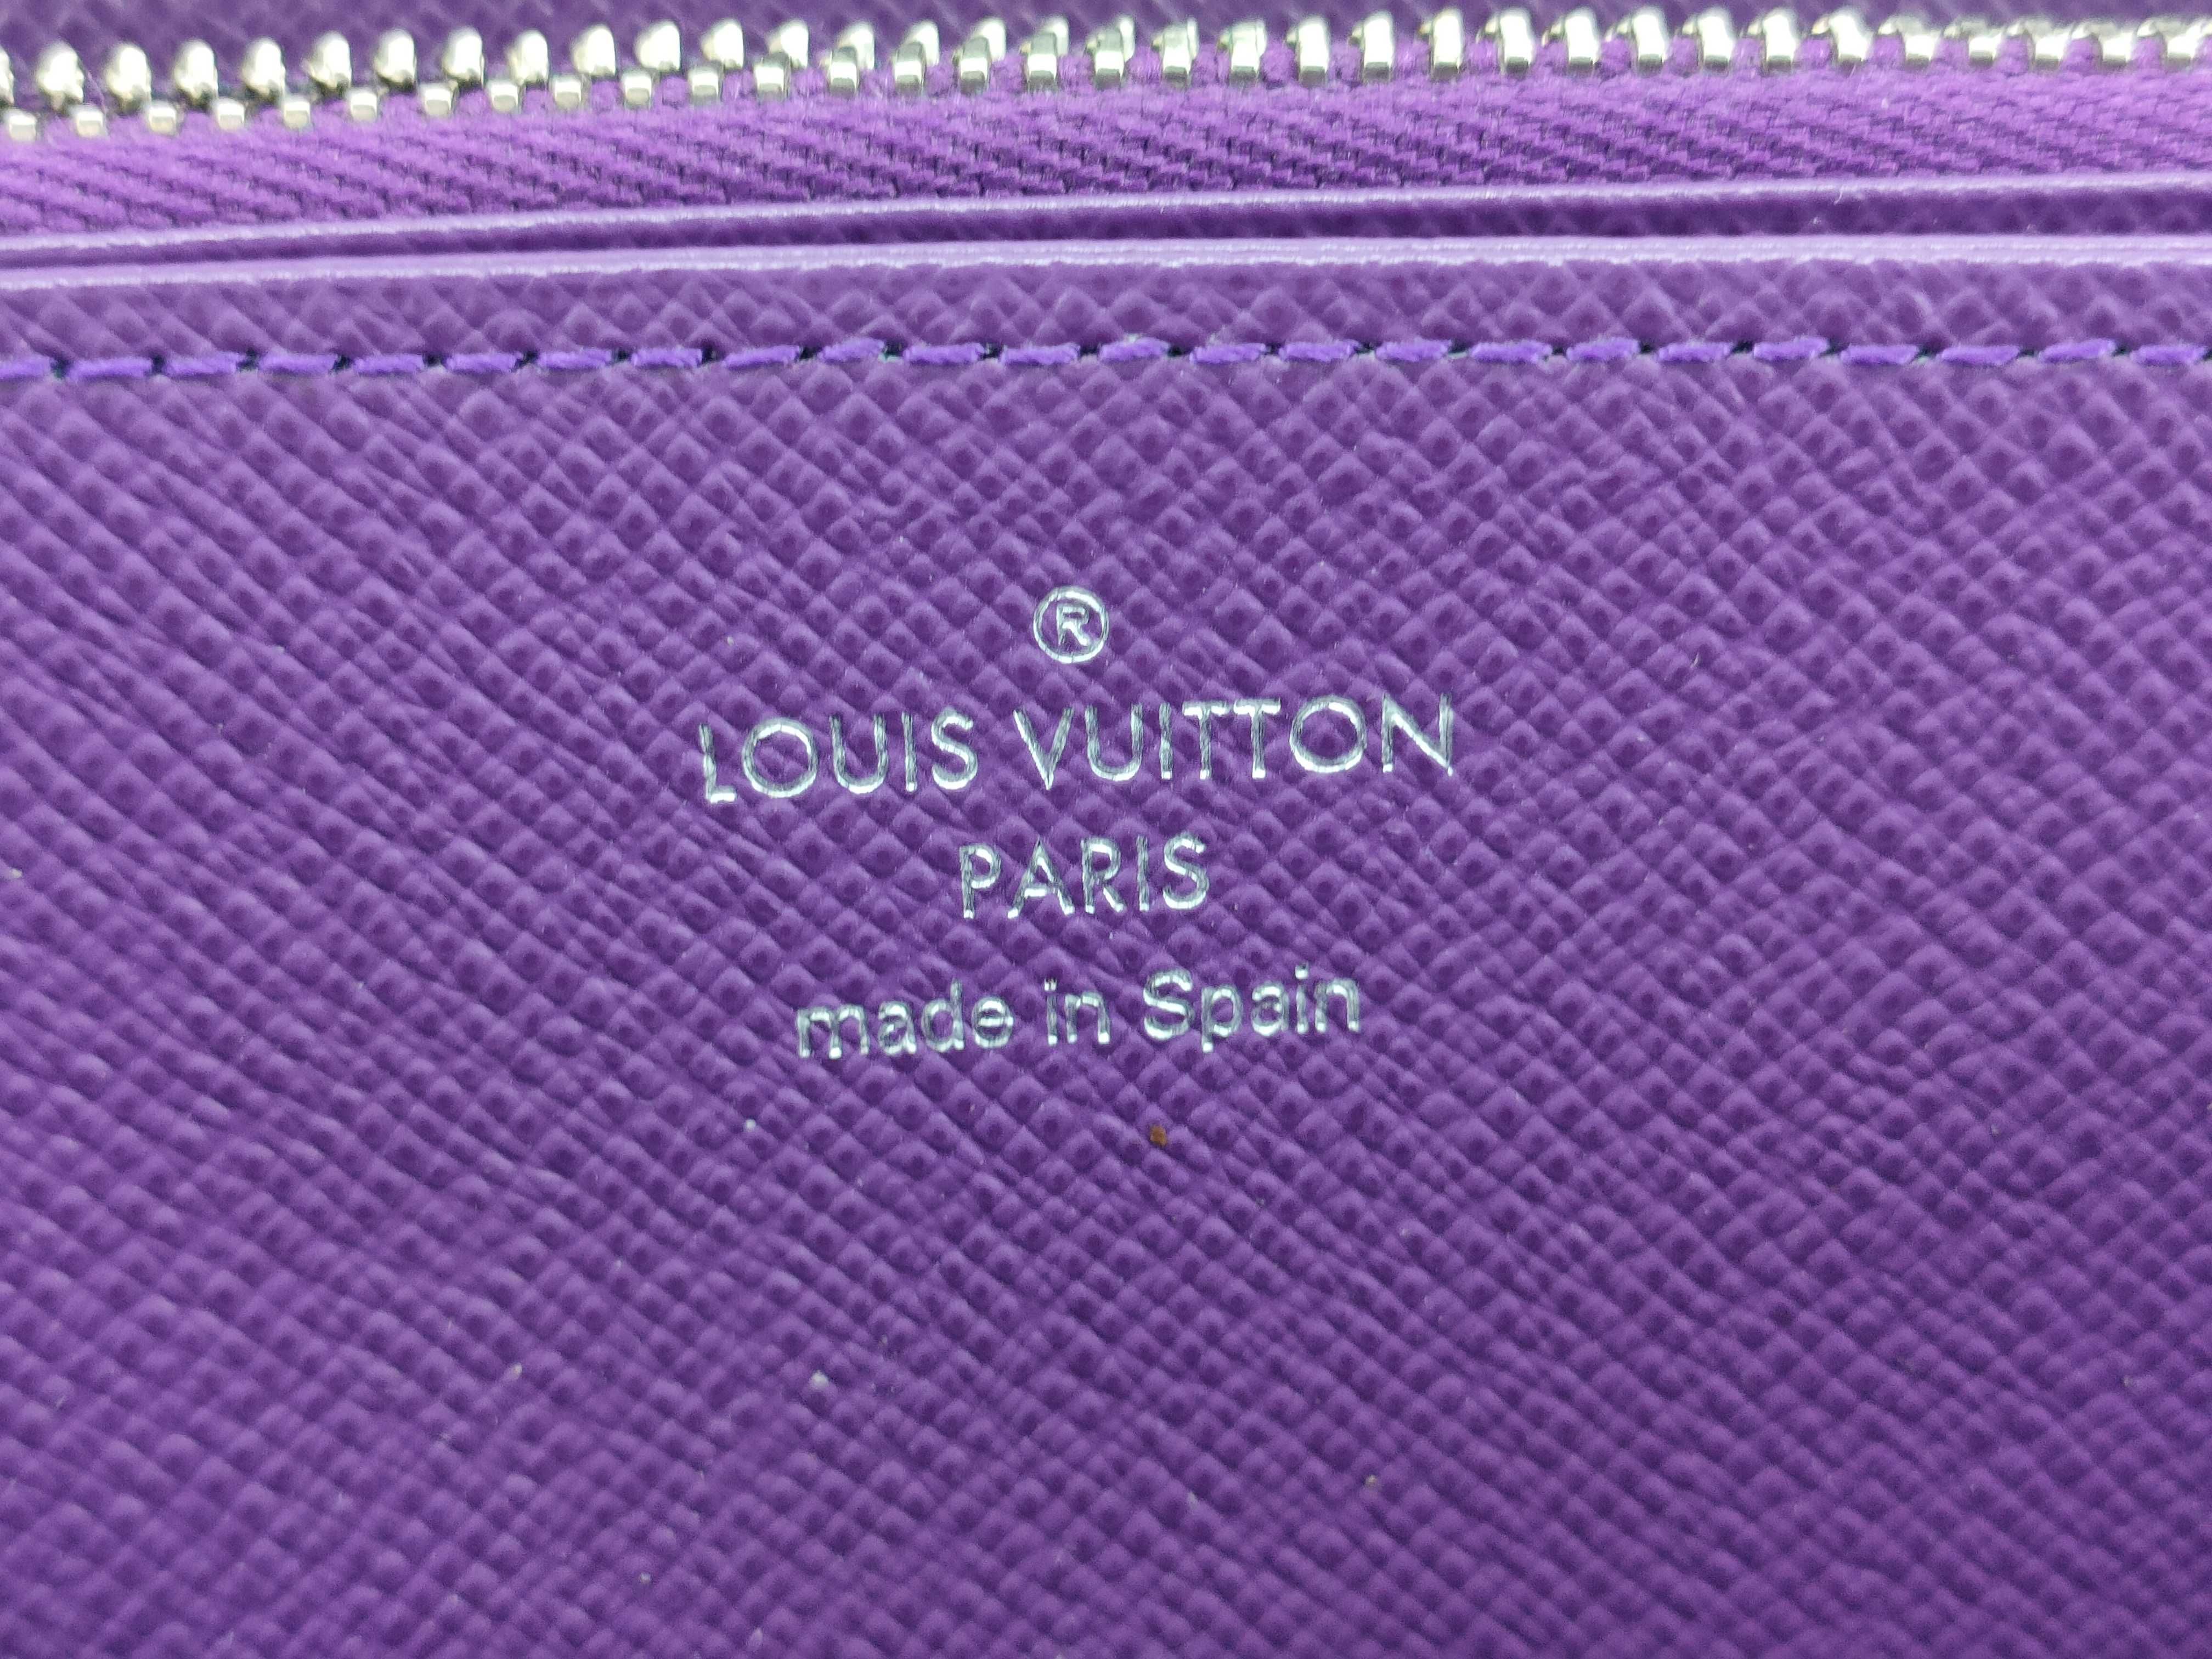 ®
LOUIS VUITTON
PARIS
made in Spain